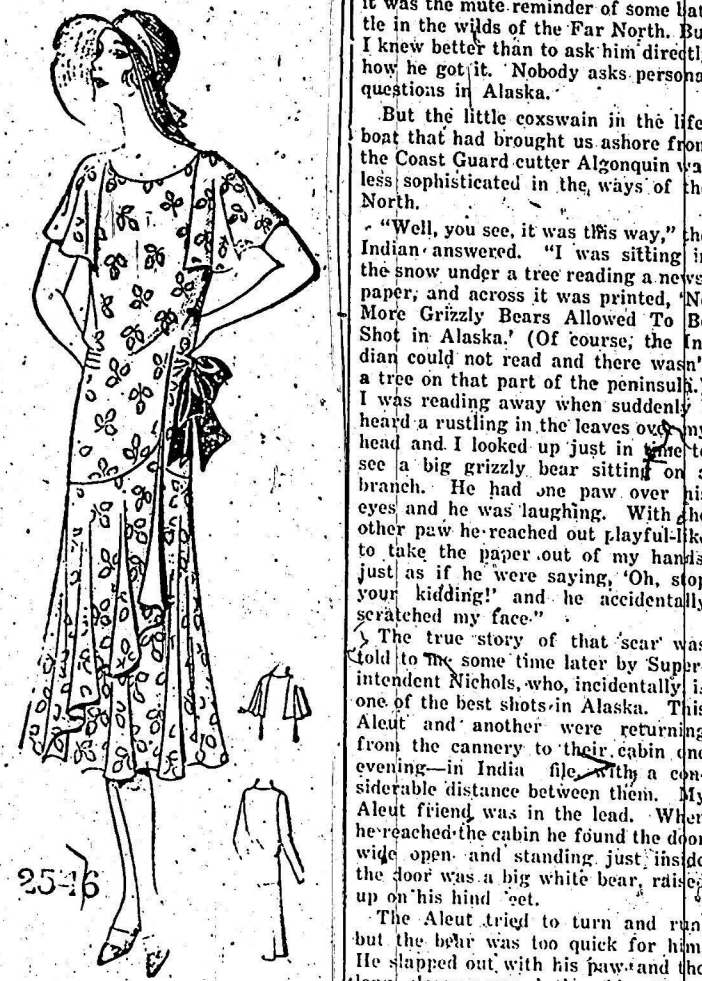 25-16
it was the mute reminder of some bat
tle in the wilds of the Far North. Bu
I knew better than to ask him directl
how he got it. Nobody asks persona
questions in Alaska.
But the little coxswain in the life
boat that had brought us ashore from
the Coast Guard cutter Algonquin wa
less sophisticated in the ways of the
North.
"Well, you see, it was this way," the
Indian answered. "I was sitting in
the snow under a tree reading a news
paper, and across it was printed, 'No
More Grizzly Bears Allowed To Be
Shot in Alaska.' (Of course, the In
dian could not read and there wasn'
a tree on that part of the peninsula.)
I was reading away when suddenly
heard a rustling in the leaves over my
head and I looked up just in time to
see a big grizzly bear sitting on a
branch. He had one paw over his
eyes and he was laughing. With the
other paw he reached out playful-like
to take the paper out of my hands
just as if he were saying, 'Oh, stop
your kidding!' and he accidentally
scratched my face."
The true story of that scar was
told to me some time later by Super-
intendent Nichols, who, incidentally, is
one of the best shots in Alaska. This
Aleut and another were returning
from the cannery to their cabin one
evening—in India file, with a con-
siderable distance between them. My
Aleut friend was in the lead. When
he reached the cabin he found the door
wide open and standing just inside
the door was a big white bear, raise
up on his hind eet.
The Aleut tried to turn and run
but the bear was too quick for him
He slapped out with his paw and the